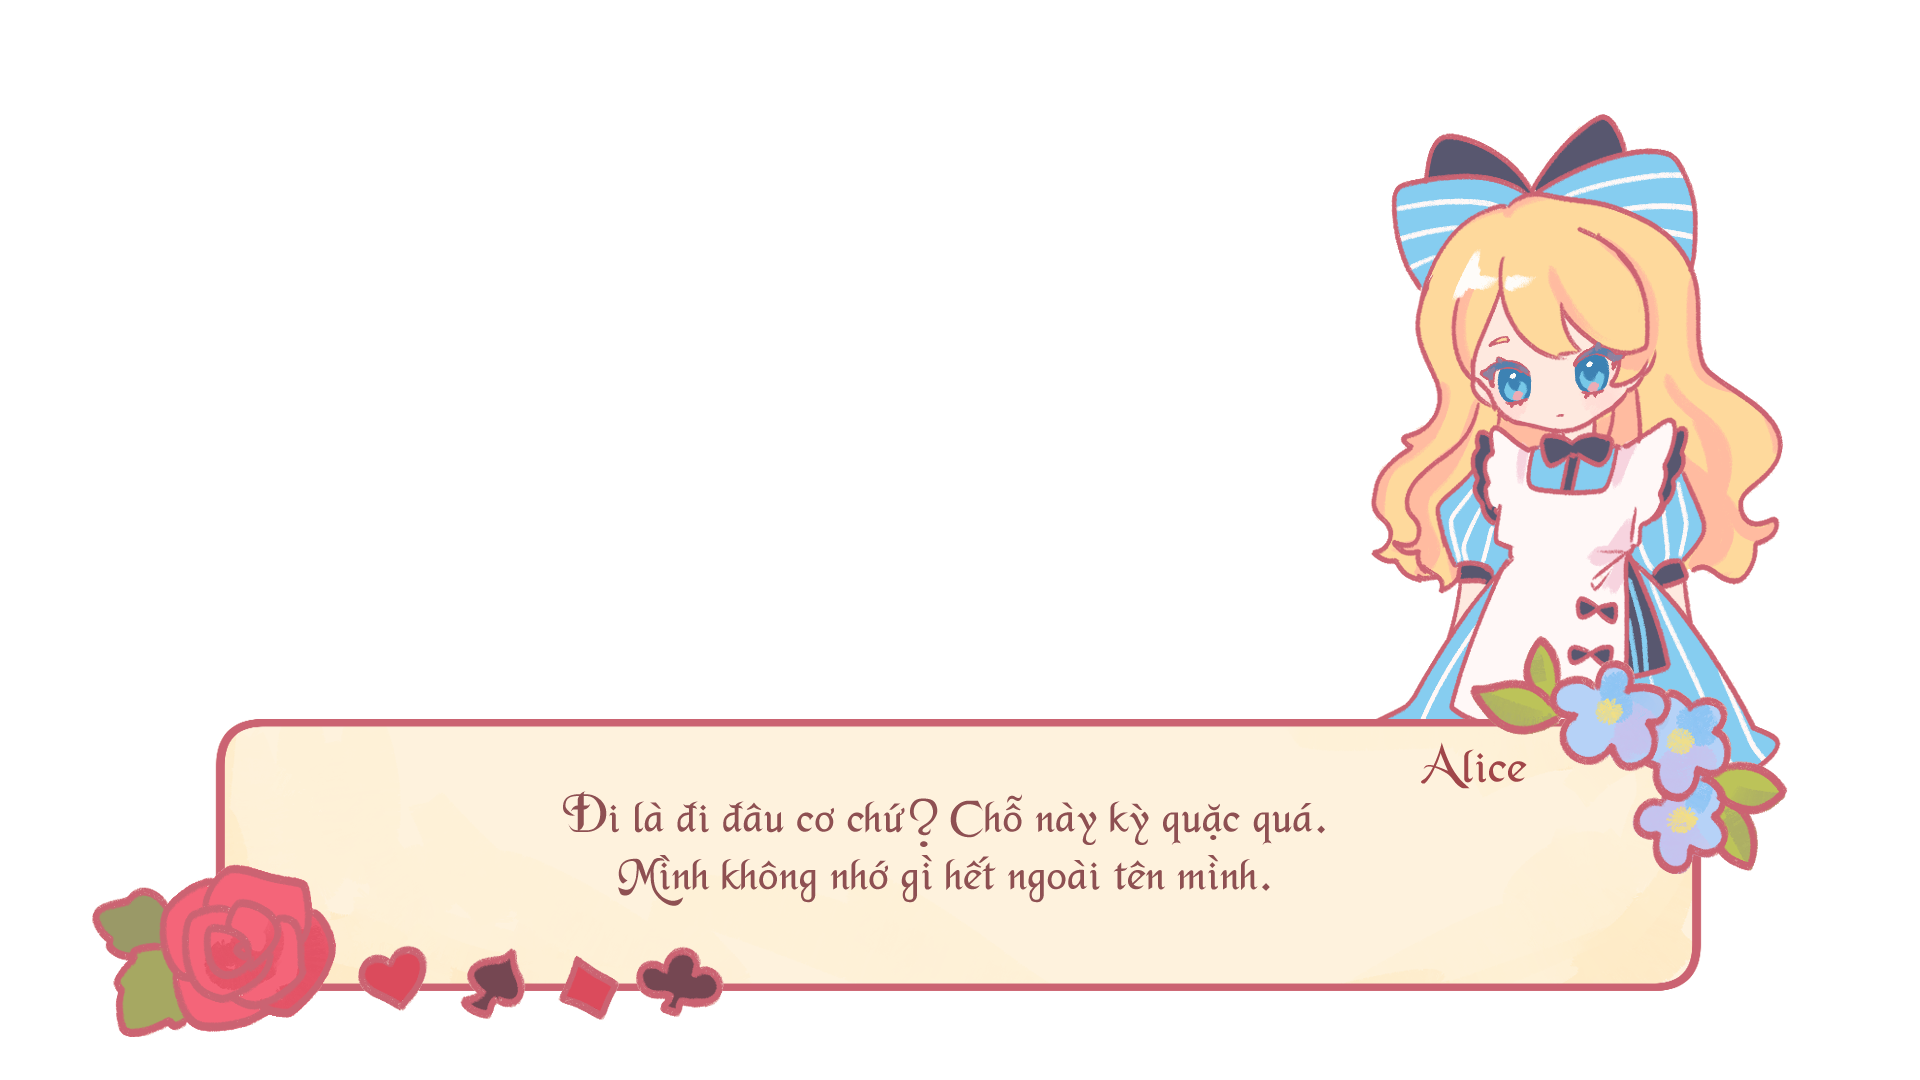 Alice
Đi là đi đâu cơ chứ? Chỗ này kỳ quặc quá.
Mình không nhớ gì hết ngoài tên mình.